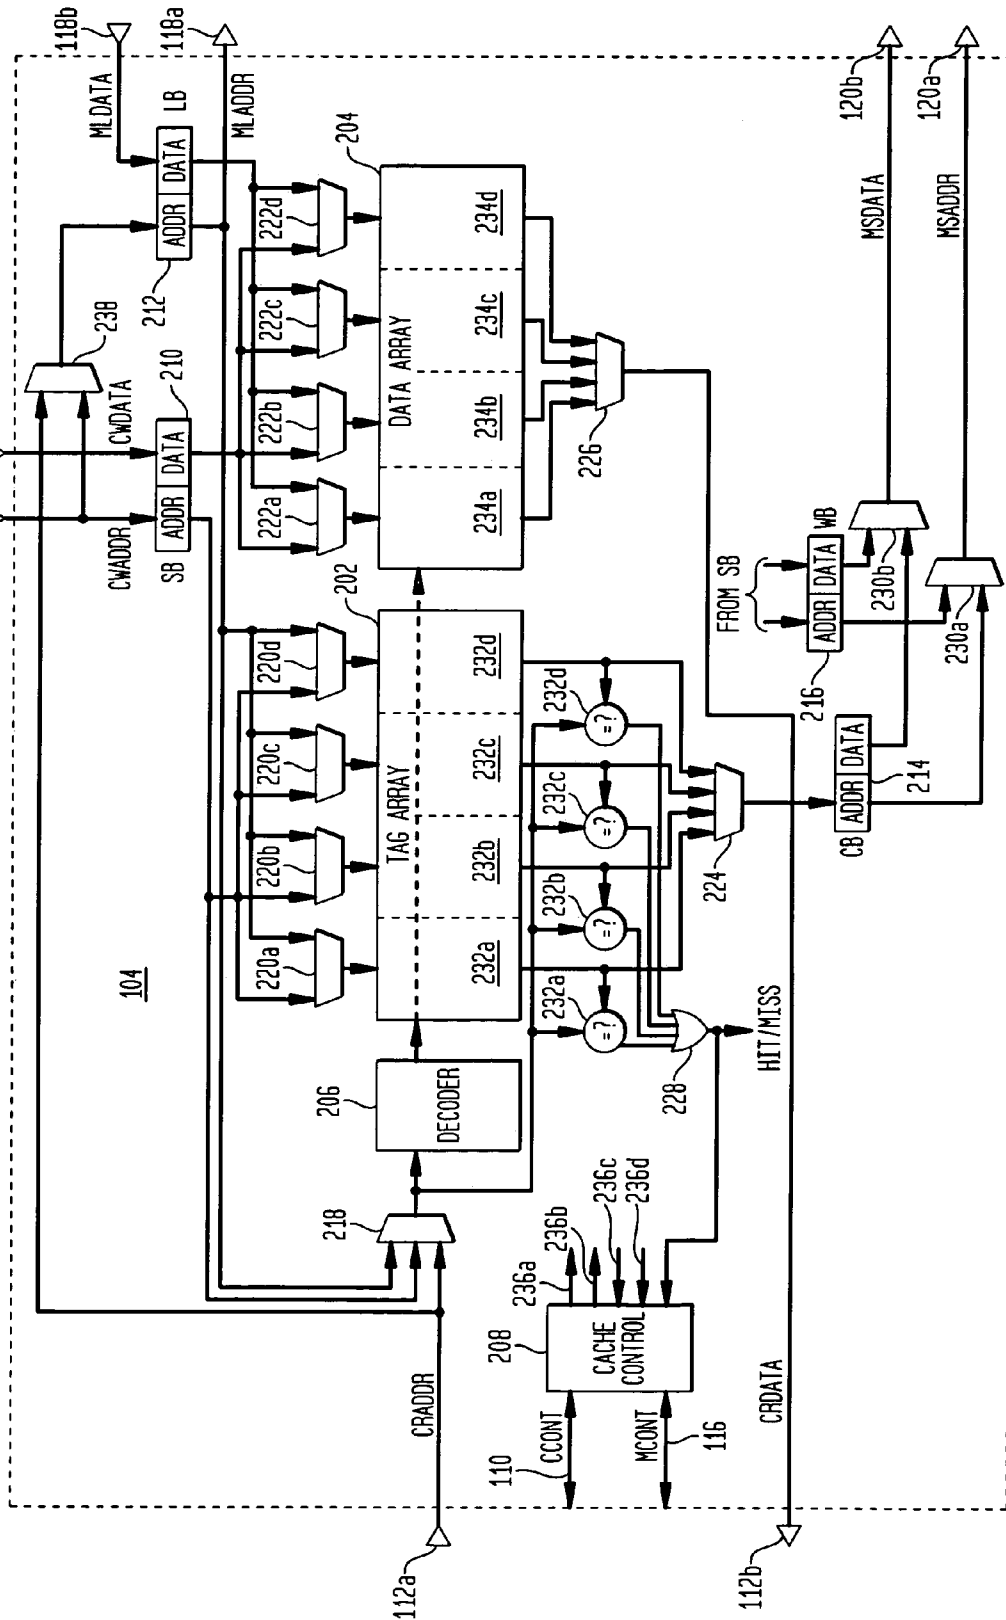 104
112a
CRADDR
112b
CRDATA
110
CCONT
MCONT
116
208
CACHE
CONTROL
236a
236b
236c
236d
218
206
DECODER
HIT/MISS
228
220a
220b
220c
220d
202
TAG ARRAY
232a
232b
232c
232d
232a
=?
232b
=?
232c
=?
232d
=?
224
CWADDR
CWDATA
238
SB
ADDR
DATA
210
212
ADDR
DATA
LB
MLDATA
118b
MLADDR
118a
222a
222b
222c
222d
204
DATA ARRAY
234a
234b
234c
234d
226
CB
ADDR
DATA
214
FROM SB
216
ADDR
DATA
WB
230a
230b
MSDATA
120b
MSADDR
120a